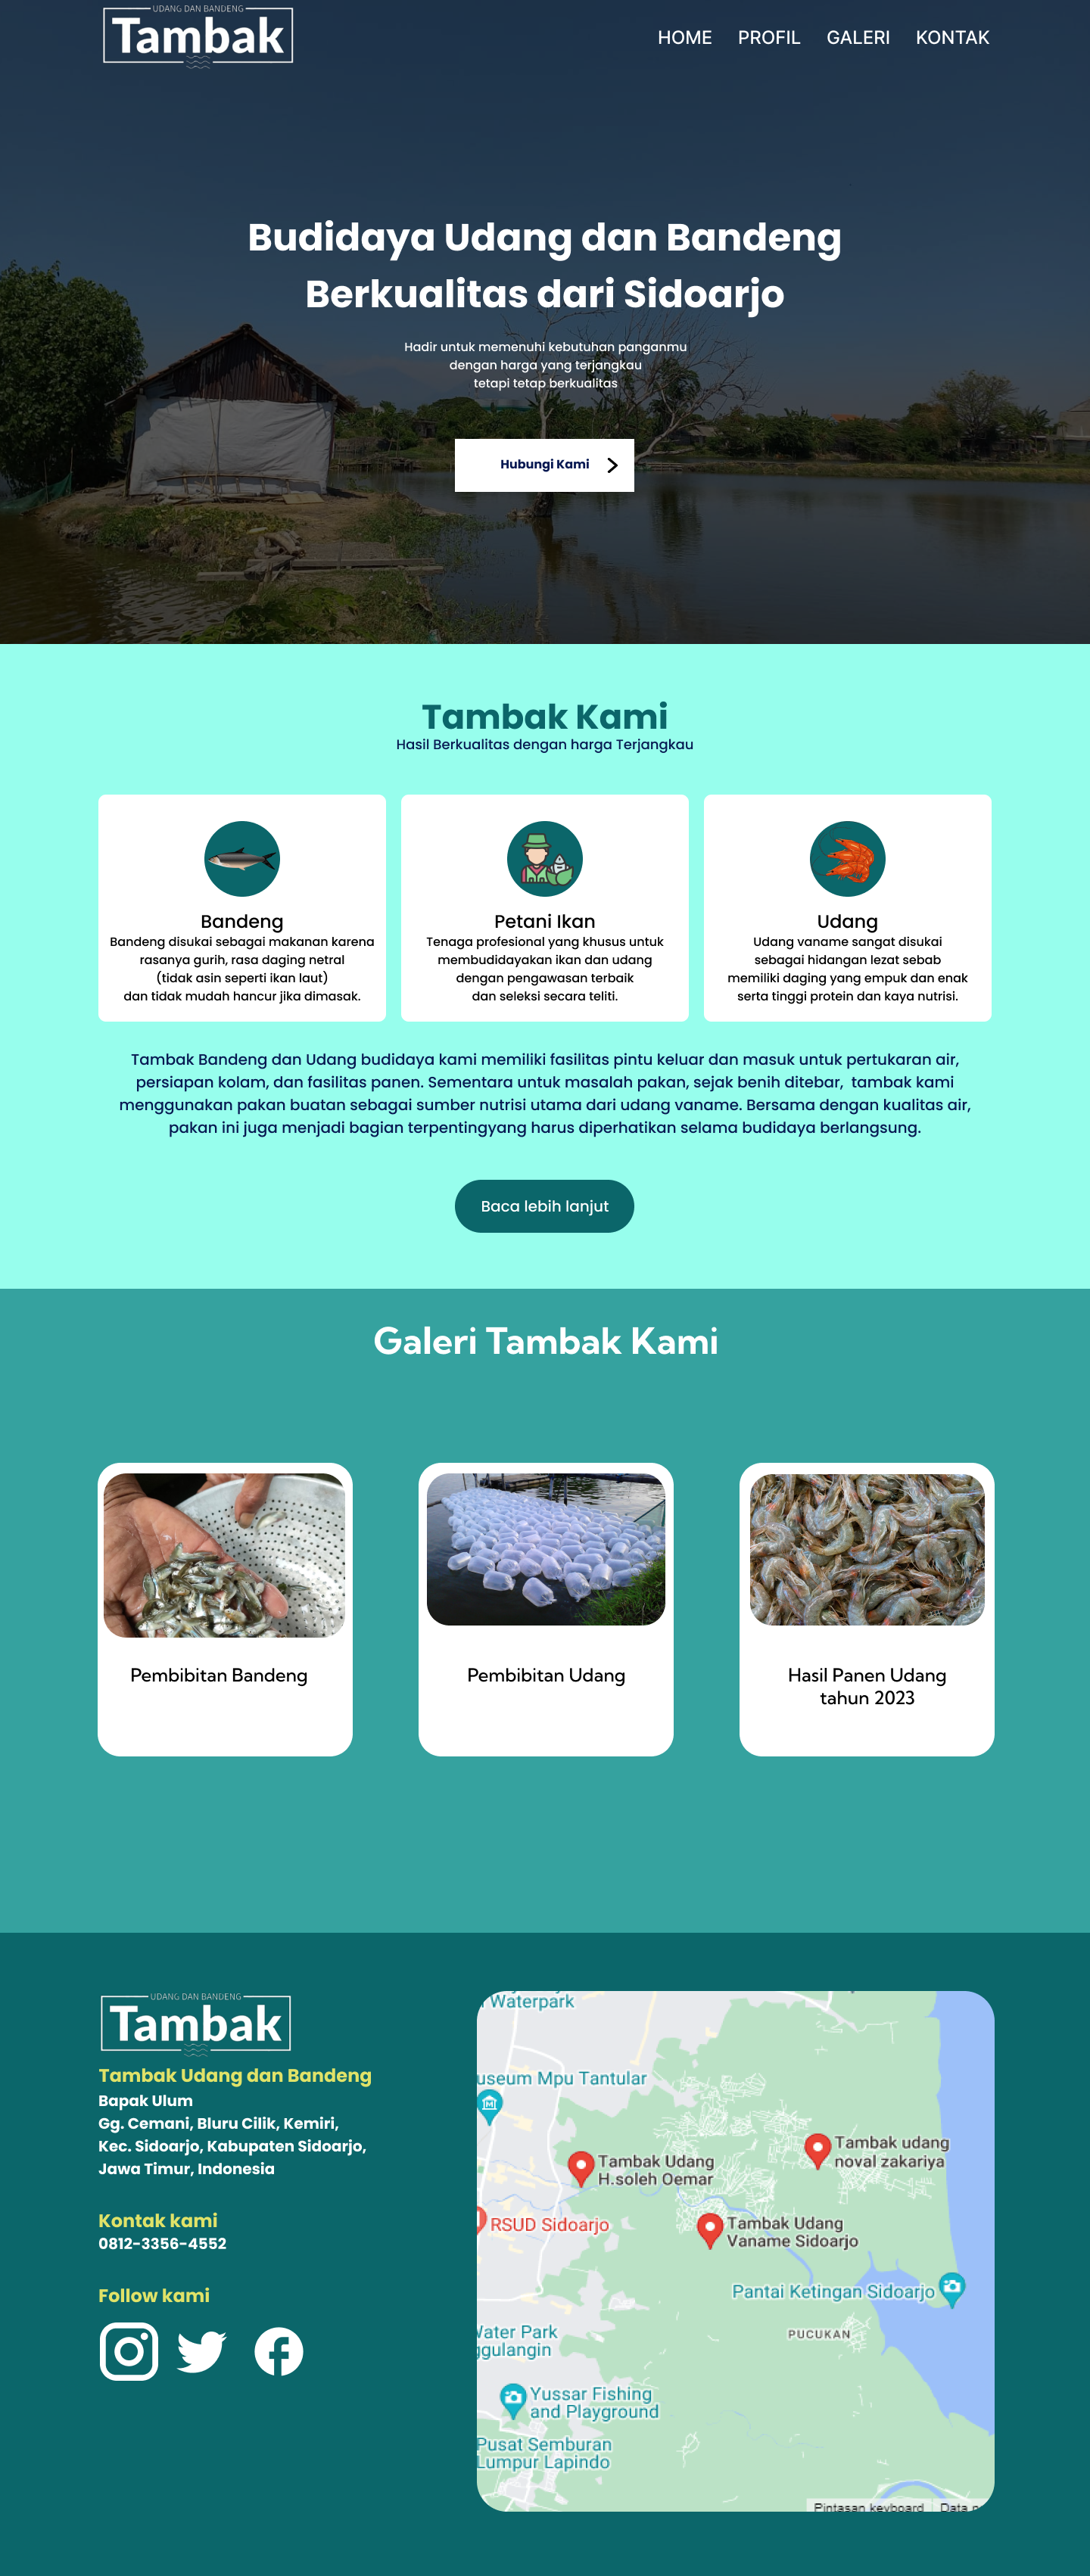 UDANG DAN BANDENG
Tambak
HOME PROFIL GALERI KONTAK
Budidaya Udang dan Bandeng
Berkualitas dari Sidoarjo
Hadir untuk memenuhi kebutuhan panganmu
dengan harga yang terjangkau
tetapi tetap berkualitas
Hubungi Kami
Tambak Kami
Hasil Berkualitas dengan harga Terjangkau
Bandeng
Bandeng disukai sebagai makanan karena
rasanya gurih, rasa daging netral
(tidak asin seperti ikan laut)
dan tidak mudah hancur jika dimasak.
Petani Ikan
Tenaga profesional yang khusus untuk
membudidayakan ikan dan udang
dengan pengawasan terbaik
dan seleksi secara teliti.
Udang
Udang vaname sangat disukai
sebagai hidangan lezat sebab
memiliki daging yang empuk dan enak
serta tinggi protein dan kaya nutrisi.
Tambak Bandeng dan Udang budidaya kami memiliki fasilitas pintu keluar dan masuk untuk pertukaran air,
persiapan kolam, dan fasilitas panen. Sementara untuk masalah pakan, sejak benih ditebar, tambak kami
menggunakan pakan buatan sebagai sumber nutrisi utama dari udang vaname. Bersama dengan kualitas air,
pakan ini juga menjadi bagian terpentingyang harus diperhatikan selama budidaya berlangsung.
Baca lebih lanjut
Galeri Tambak Kami
Pembibitan Bandeng
Pembibitan Udang
Hasil Panen Udang
tahun 2023
UDANG DAN BANDENG
Tambak
Tambak Udang dan Bandeng
Bapak Ulum
Gg. Cemani, Bluru Cilik, Kemiri,
Kec. Sidoarjo, Kabupaten Sidoarjo,
Jawa Timur, Indonesia
Kontak kami
0812-3356-4552
Follow kami
Waterpark
useum Mpu Tantular
Tambak Udang
H.soleh Oemar
Tambak udang
noval zakariya
RSUD Sidoarjo
Tambak Udang
Vaname Sidoarjo
Pantai Ketingan Sidoarjo
PUCUKAN
Water Park
ggulangin
Yussar Fishing
and Playground
Pusat Semburan
Lumpur Lapindo
Pintasan keyboard
Data